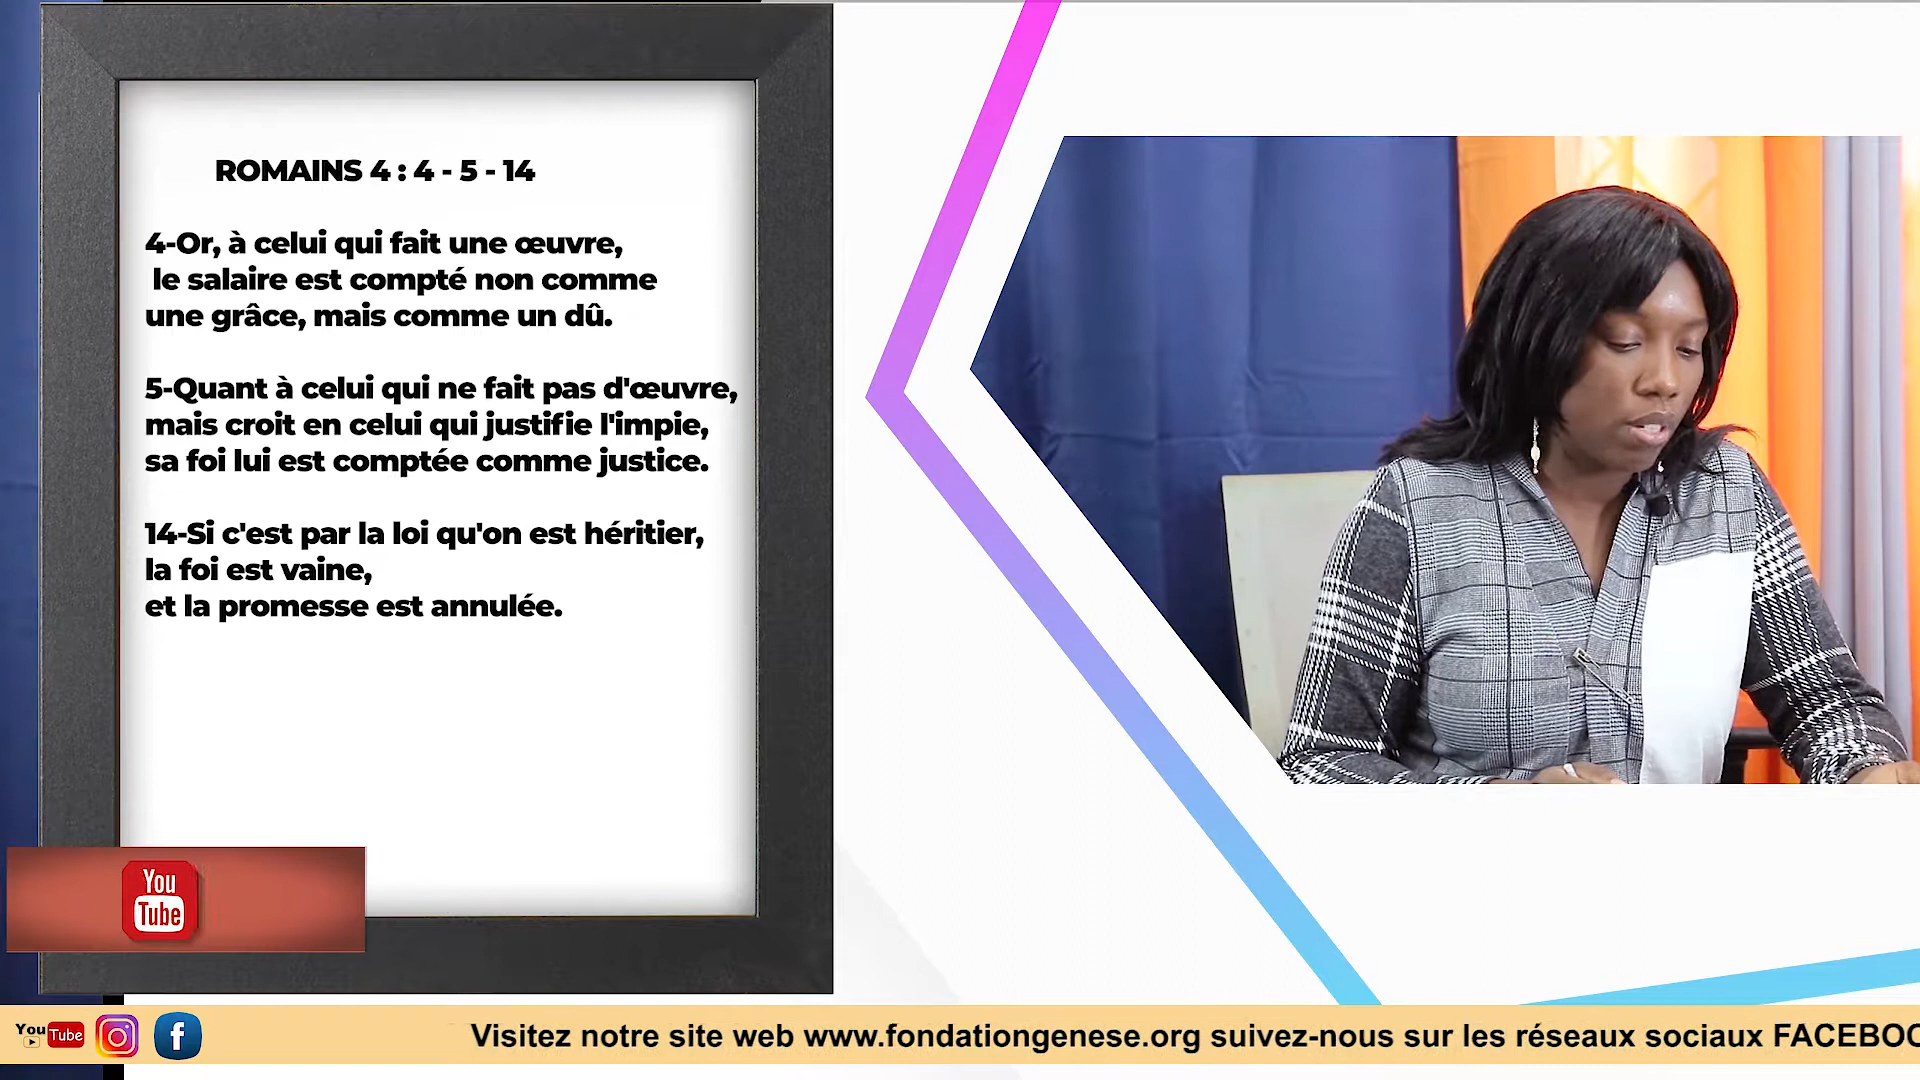 ROMAINS 4 : 4 - 5 - 14
4-Or, à celui qui fait une œuvre,
le salaire est compté non comme
une grâce, mais comme un dû.
5-Quant à celui qui ne fait pas d'œuvre,
mais croit en celui qui justifie l'impie,
sa foi lui est comptée comme justice.
14-Si c'est par la loi qu'on est héritier,
la foi est vaine,
et la promesse est annulée.
You
Tube
You Tube
Visitez notre site web www.fondationgenese.org suivez-nous sur les réseaux sociaux FACEBOO